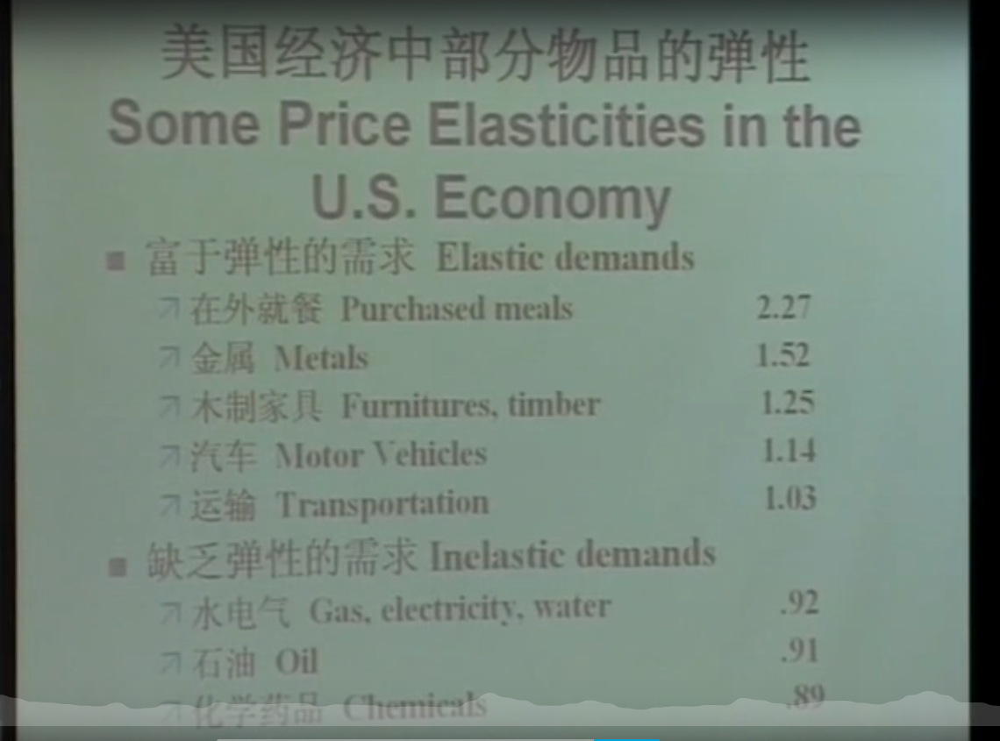 美国经济中部分物品的弹性
Some Price Elasticities in the
U.S. Economy
富于弹性的需求 Elastic demands
在外就餐 Purchased meals 2.27
金属 Metals 1.52
木制家具 Furnitures, timber 1.25
汽车 Motor Vehicles 1.14
运输 Transportation 1.03
缺乏弹性的需求 Inelastic demands
水电气 Gas, electricity, water .92
石油 Oil .91
化学药品 Chemicals .89